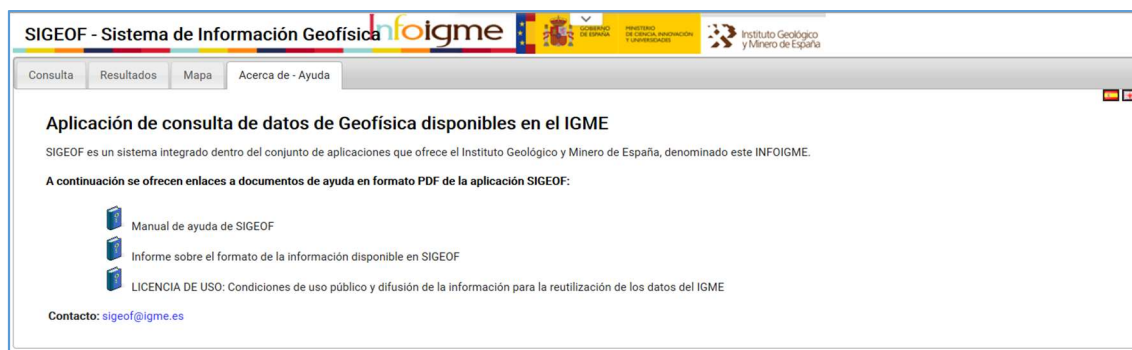 SIGEOF - Sistema de Información Geofísica
Infoigme
GOBIERNO DE ESPAÑA
MINISTERIO DE CIENCIA, INNOVACIÓN Y UNIVERSIDADES
Instituto Geológico y Minero de España
Consulta Resultados Mapa Acerca de - Ayuda
Aplicación de consulta de datos de Geofísica disponibles en el IGME
SIGEOF es un sistema integrado dentro del conjunto de aplicaciones que ofrece el Instituto Geológico y Minero de España, denominado este INFOIGME.
A continuación se ofrecen enlaces a documentos de ayuda en formato PDF de la aplicación SIGEOF:
Manual de ayuda de SIGEOF
Informe sobre el formato de la información disponible en SIGEOF
LICENCIA DE USO: Condiciones de uso público y difusión de la información para la reutilización de los datos del IGME
Contacto: sigeof@igme.es